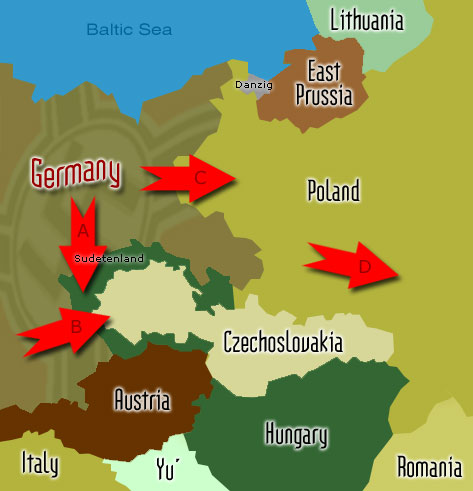 Lithuania
Baltic Sea
East
Prussia
Danzig
Germany
C
Poland
A
Sudetenland
D
B
Czechoslovakia
Austria
Hungary
Italy
Yu´
Romania